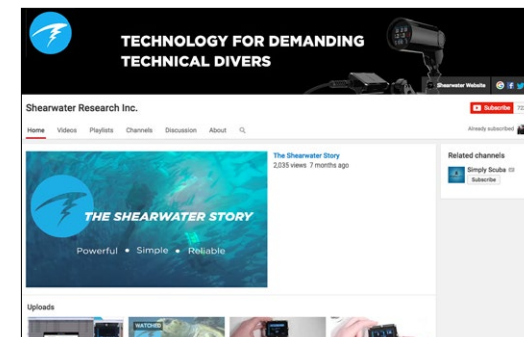 TECHNOLOGY FOR DEMANDING
TECHNICAL DIVERS
Shearwater Website
Shearwater Research Inc.
Subscribe
Home Videos Playlists Channels Discussion About
Already subscribed
THE SHEARWATER STORY
Powerful • Simple • Reliable
The Shearwater Story
2,035 views 7 months ago
Related channels
Simply Scuba
Subscribe
Uploads
WATCHED